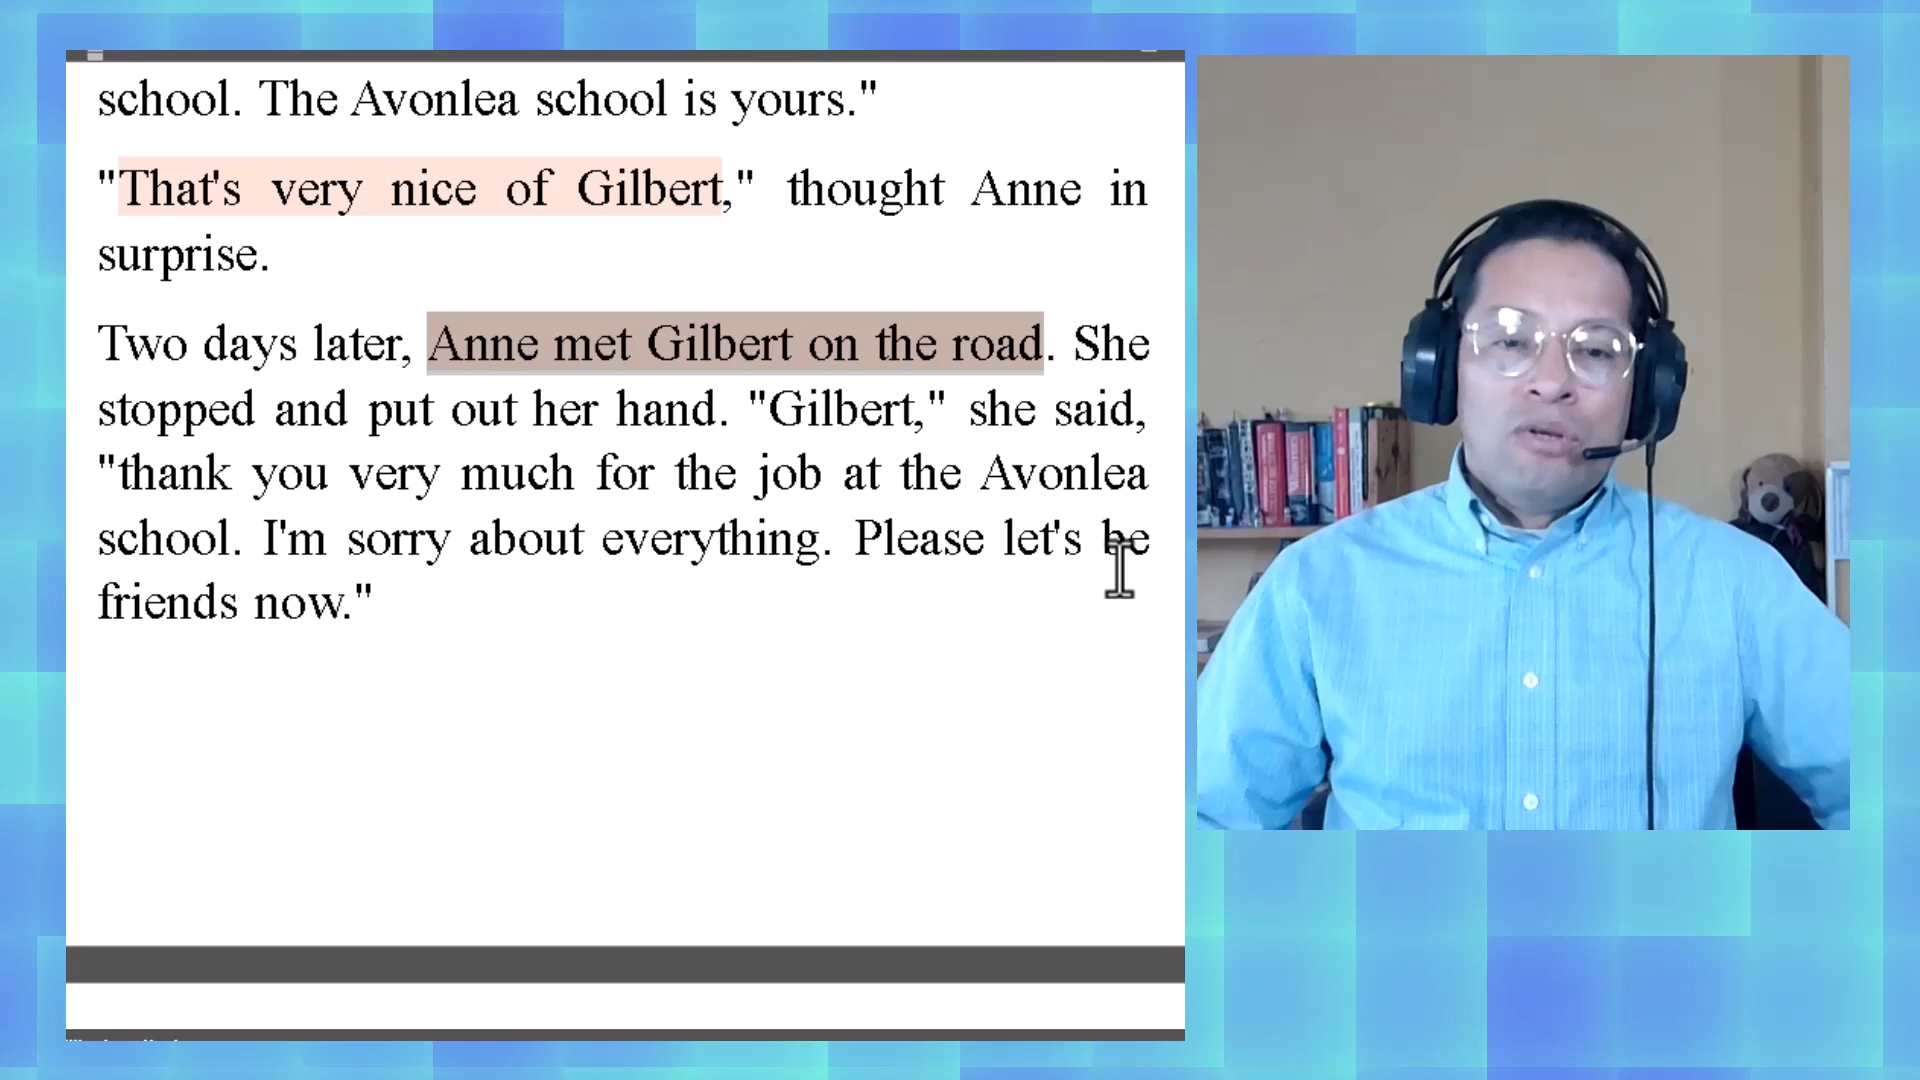 school. The Avonlea school is yours."
"That's very nice of Gilbert," thought Anne in
surprise.
Two days later, Anne met Gilbert on the road. She
stopped and put out her hand. "Gilbert," she said,
"thank you very much for the job at the Avonlea
school. I'm sorry about everything. Please let's be
friends now."